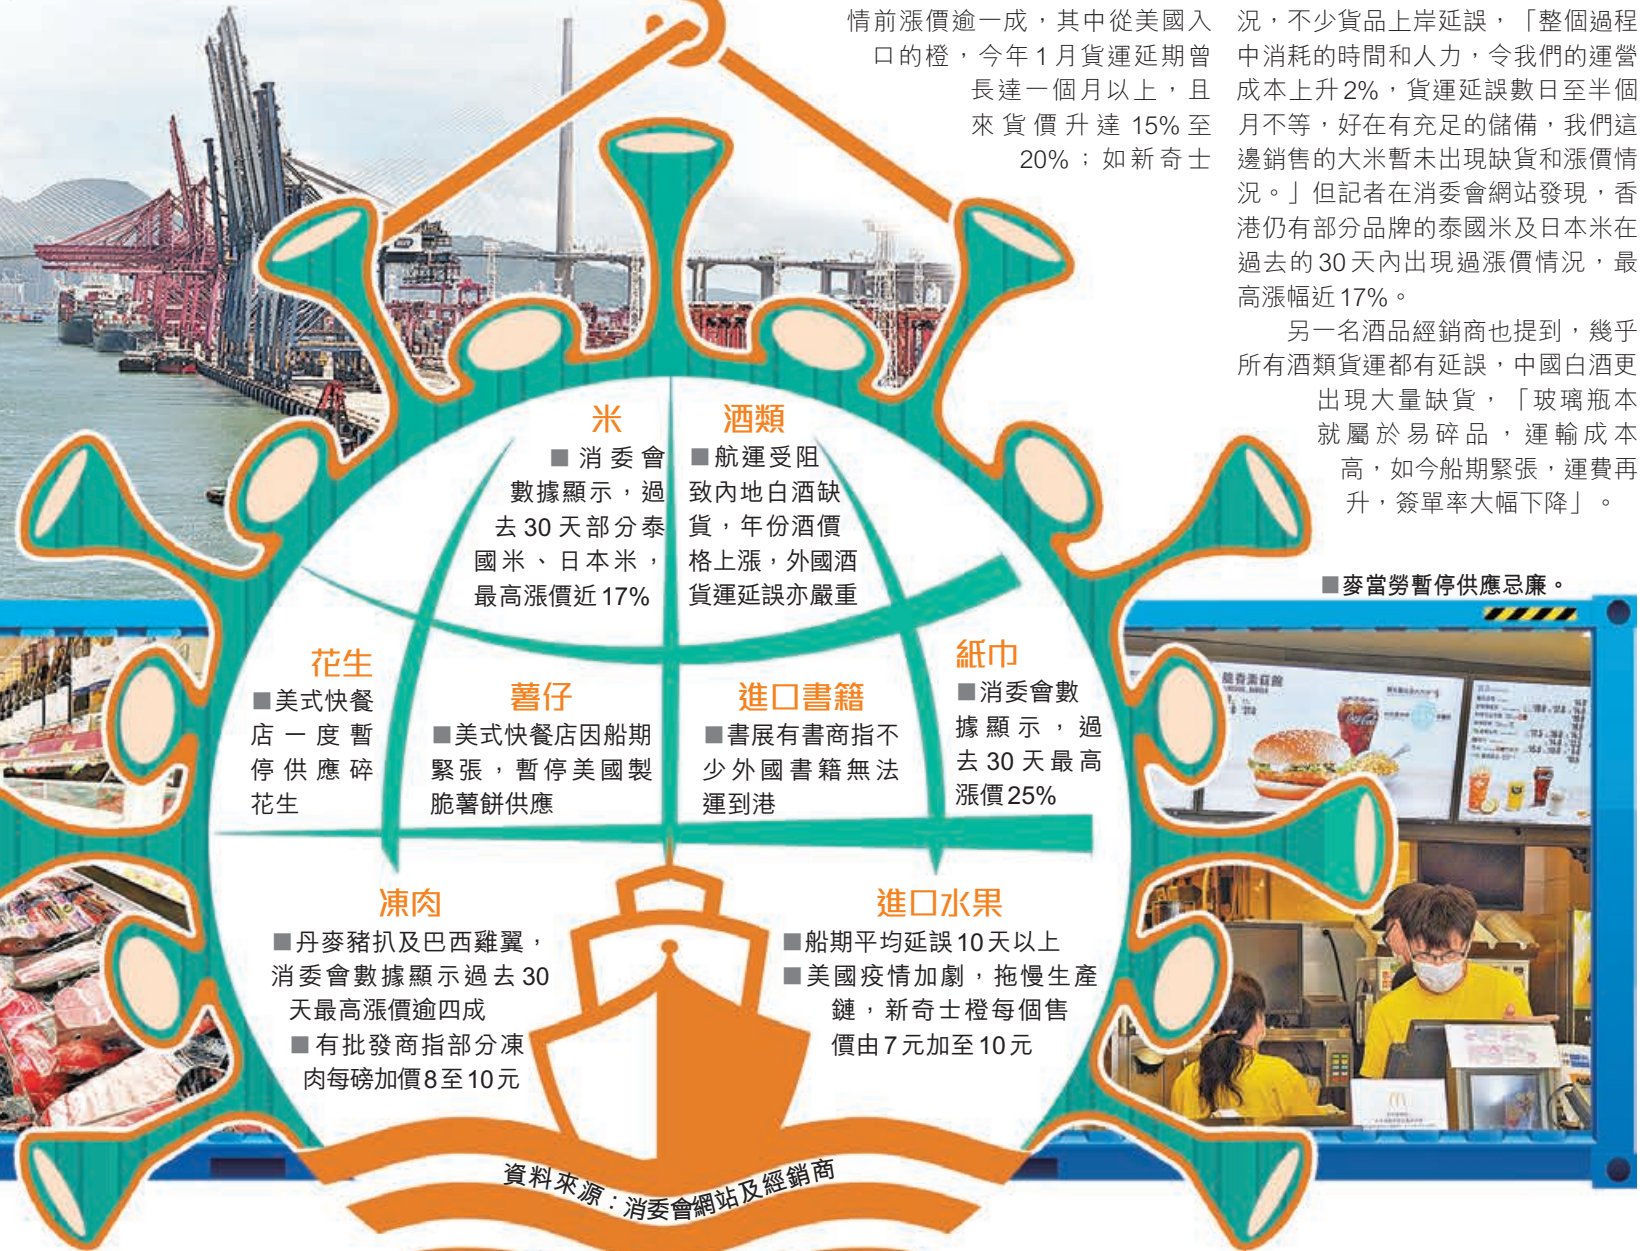 情前漲價逾一成，其中從美國入
口的橙，今年1月貨運延期曾
長達一個月以上，且
來貨價升達15%至
20%；如新奇士
況，不少貨品上岸延誤，「整個過程
中消耗的時間和人力，令我們的運營
成本上升2%，貨運延誤數日至半個
月不等，好在有充足的儲備，我們這
邊銷售的大米暫未出現缺貨和漲價情
況。」但記者在消委會網站發現，香
港仍有部分品牌的泰國米及日本米在
過去的30天內出現過漲價情況，最
高漲幅近17%。
另一名酒品經銷商也提到，幾乎
所有酒類貨運都有延誤，中國白酒更
出現大量缺貨，「玻璃瓶本
就屬於易碎品，運輸成本
高，如今船期緊張，運費再
升，簽單率大幅下降」。
■麥當勞暫停供應忌廉。
米
■消委會
數據顯示，過
去30天部分泰
國米、日本米，
最高漲價近17%
酒類
■航運受阻
致內地白酒缺
貨，年份酒價
格上漲，外國酒
貨運延誤亦嚴重
花生
■美式快餐
店一度暫
停供應碎
花生
薯仔
■美式快餐店因船期
緊張，暫停美國製
脆薯餅供應
進口書籍
■書展有書商指不
少外國書籍無法
運到港
紙巾
■消委會數
據顯示，過
去30天最高
漲價25%
凍肉
■丹麥豬扒及巴西雞翼，
消委會數據顯示過去30
天最高漲價逾四成
■有批發商指部分凍
肉每磅加價8至10元
進口水果
■船期平均延誤10天以上
■美國疫情加劇，拖慢生產
鏈，新奇士橙每個售
價由7元加至10元
資料來源：消委會網站及經銷商